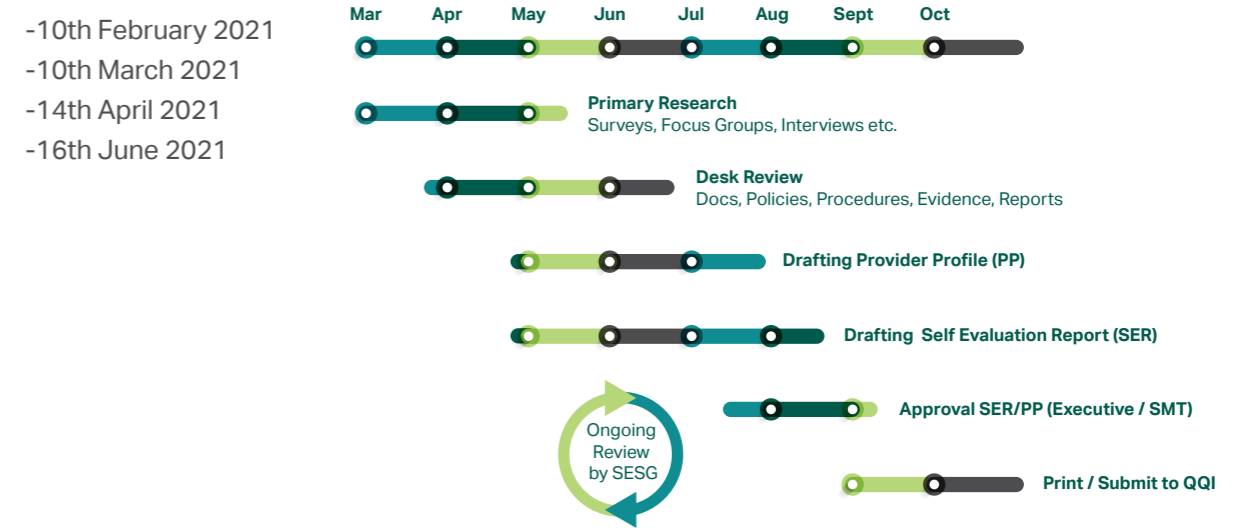 -10th February 2021
-10th March 2021
-14th April 2021
-16th June 2021
Mar Apr May Jun Jul Aug Sept Oct
Primary Research
Surveys, Focus Groups, Interviews etc.
Desk Review
Docs, Policies, Procedures, Evidence, Reports
Drafting Provider Profile (PP)
Drafting Self Evaluation Report (SER)
Approval SER/PP (Executive / SMT)
Ongoing
Review
by SESG
Print / Submit to QQI